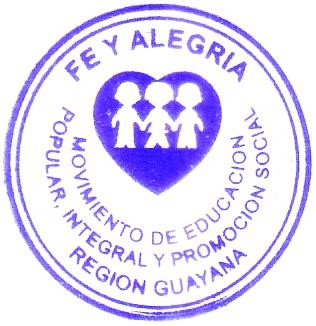 FE Y ALEGRIA
MOVIMIENTO DE EDUCACION
POPULAR, INTEGRAL Y PROMOCION SOCIAL
REGION GUAYANA